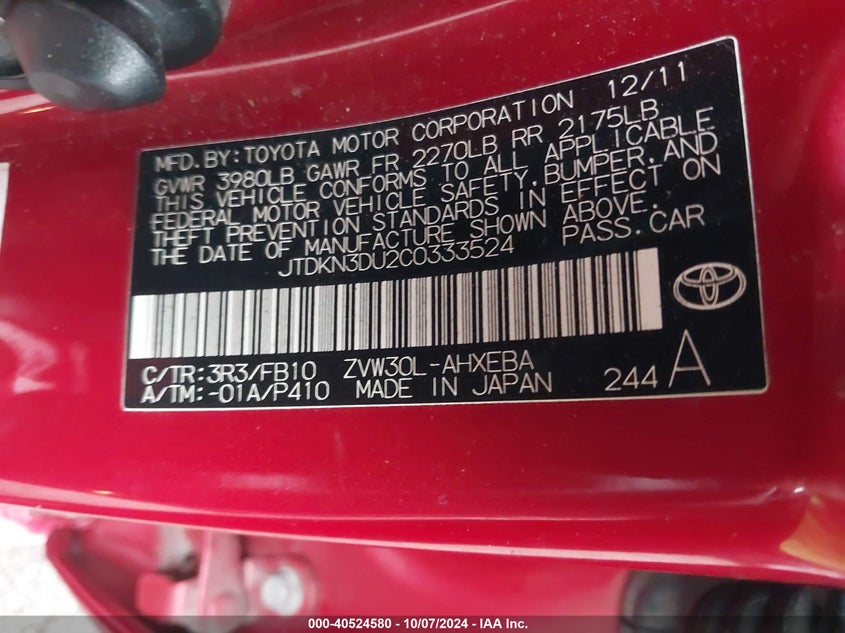 MFD. BY: TOYOTA MOTOR CORPORATION 12/11
GVWR 3980LB GAWR FR 2270LB RR 2175LB
THIS VEHICLE CONFORMS TO ALL APPLICABLE
FEDERAL MOTOR VEHICLE SAFETY, BUMPER, AND
THEFT PREVENTION STANDARDS IN EFFECT ON
THE DATE OF MANUFACTURE SHOWN ABOVE.
JTDKN3DU2C0333524 PASS. CAR
C/TR: 3R3/FB10 ZVW30L-AHXEBA
A/TM: -01A/P410 MADE IN JAPAN 244 A
000-40524580 - 10/07/2024 - IAA Inc.